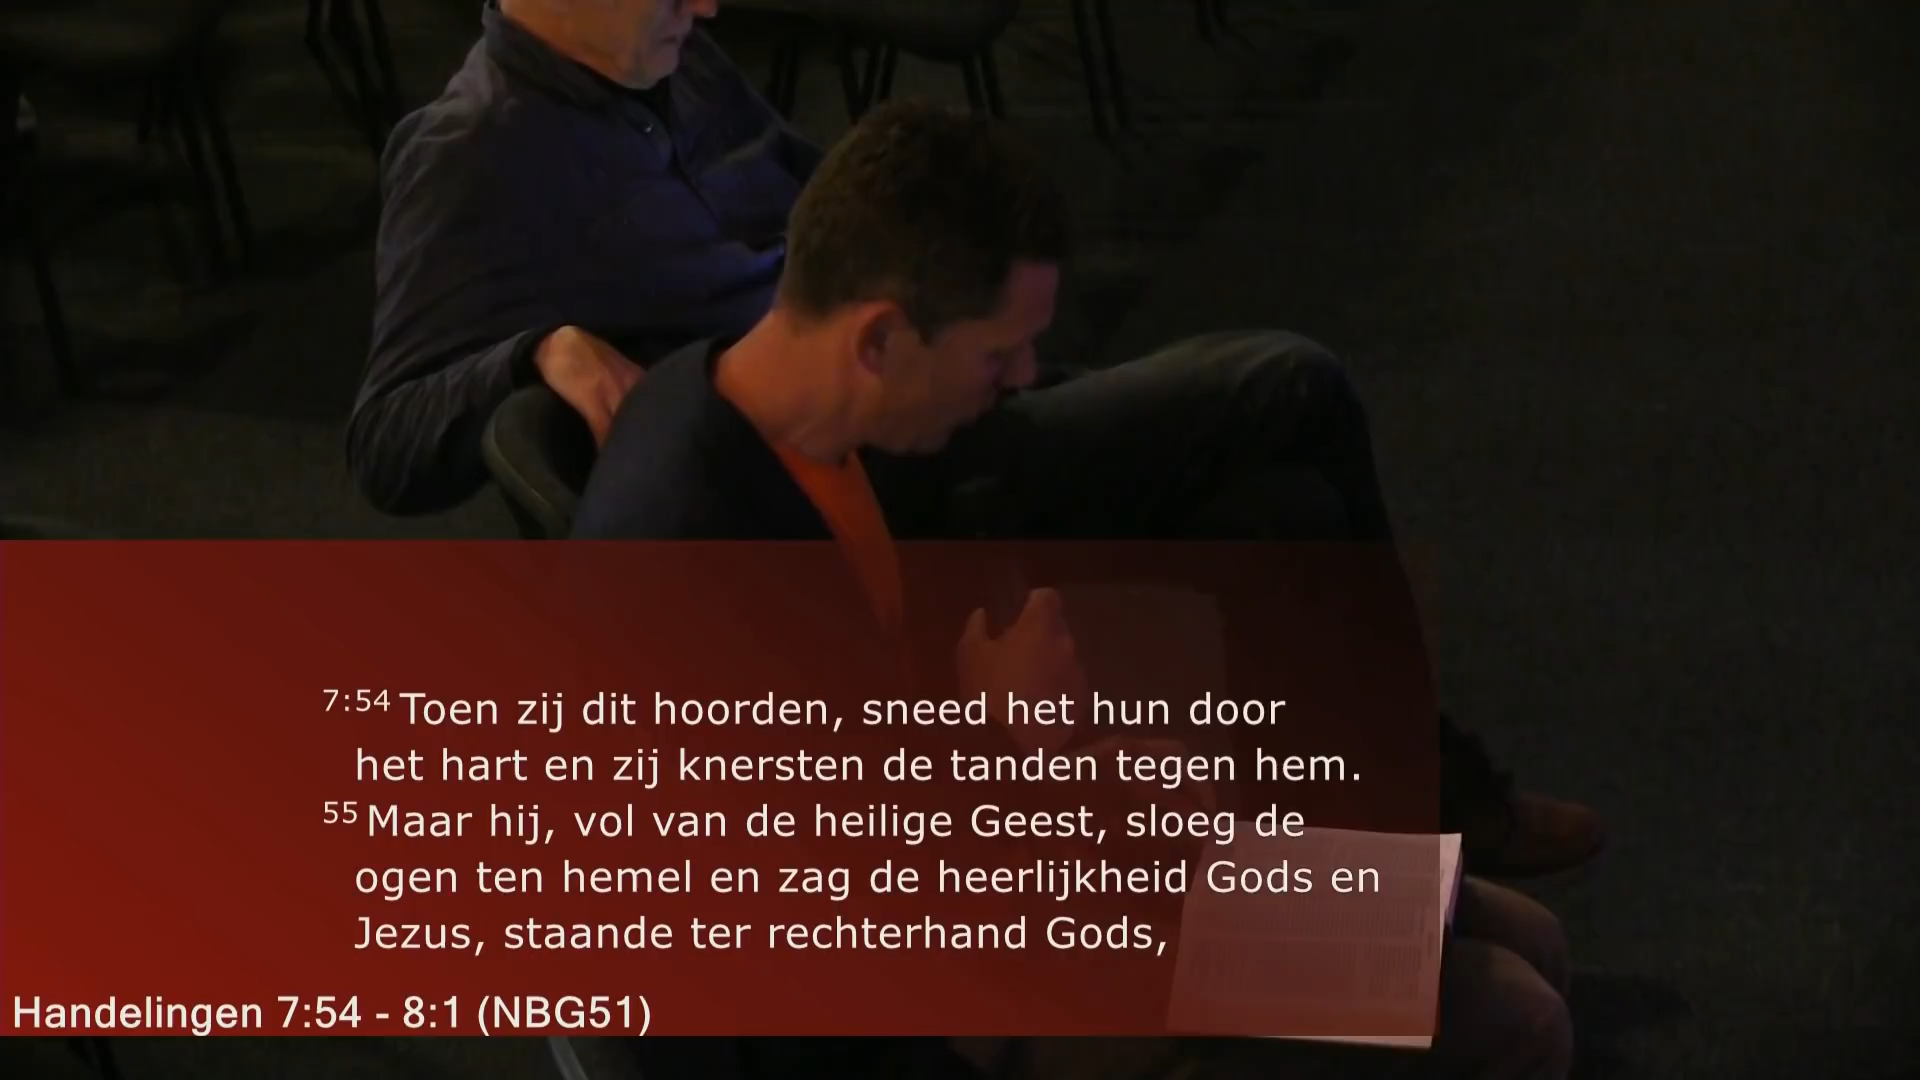 7:54 Toen zij dit hoorden, sneed het hun door
het hart en zij knersten de tanden tegen hem.
55 Maar hij, vol van de heilige Geest, sloeg de
ogen ten hemel en zag de heerlijkheid Gods en
Jezus, staande ter rechterhand Gods,
Handelingen 7:54 - 8:1 (NBG51)